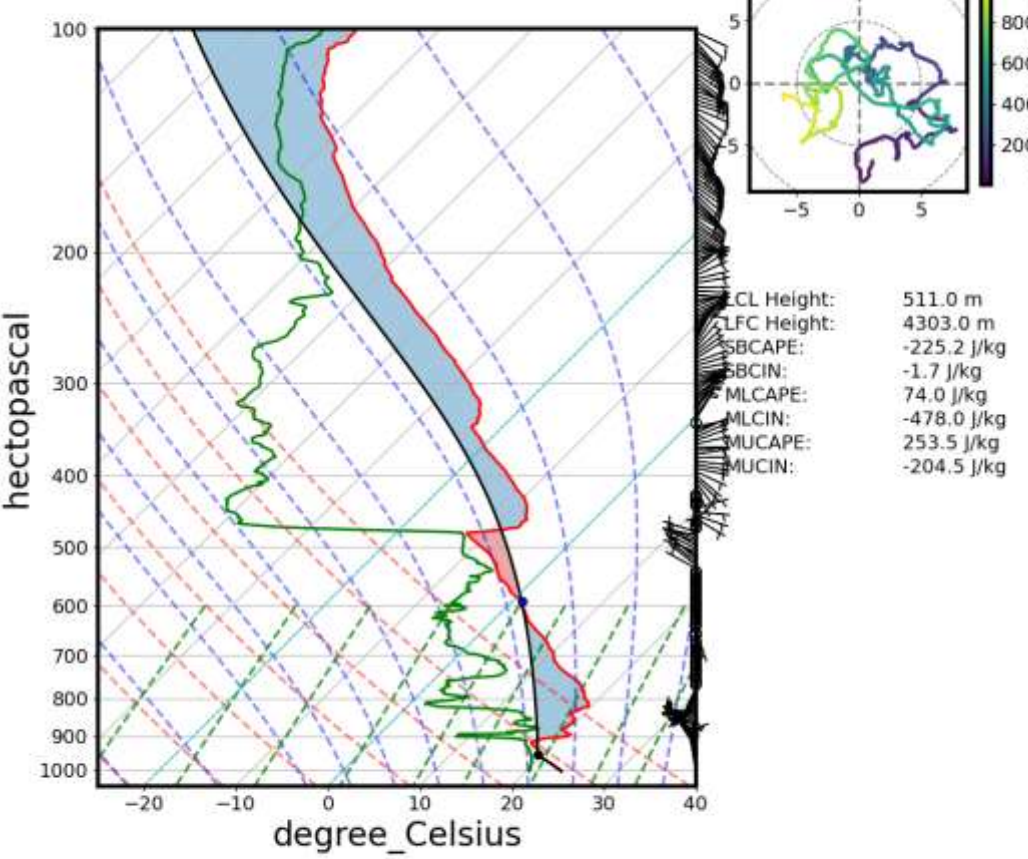 100
200
300
400
500
600
700
800
900
1000
hectopascal
−20
−10
0
10
20
30
40
degree_Celsius
5
0
−5
−5
0
5
800
600
400
200
LCL Height: 511.0 m
LFC Height: 4303.0 m
SBCAPE: -225.2 J/kg
SBCIN: -1.7 J/kg
MLCAPE: 74.0 J/kg
MLCIN: -478.0 J/kg
MUCAPE: 253.5 J/kg
MUCIN: -204.5 J/kg